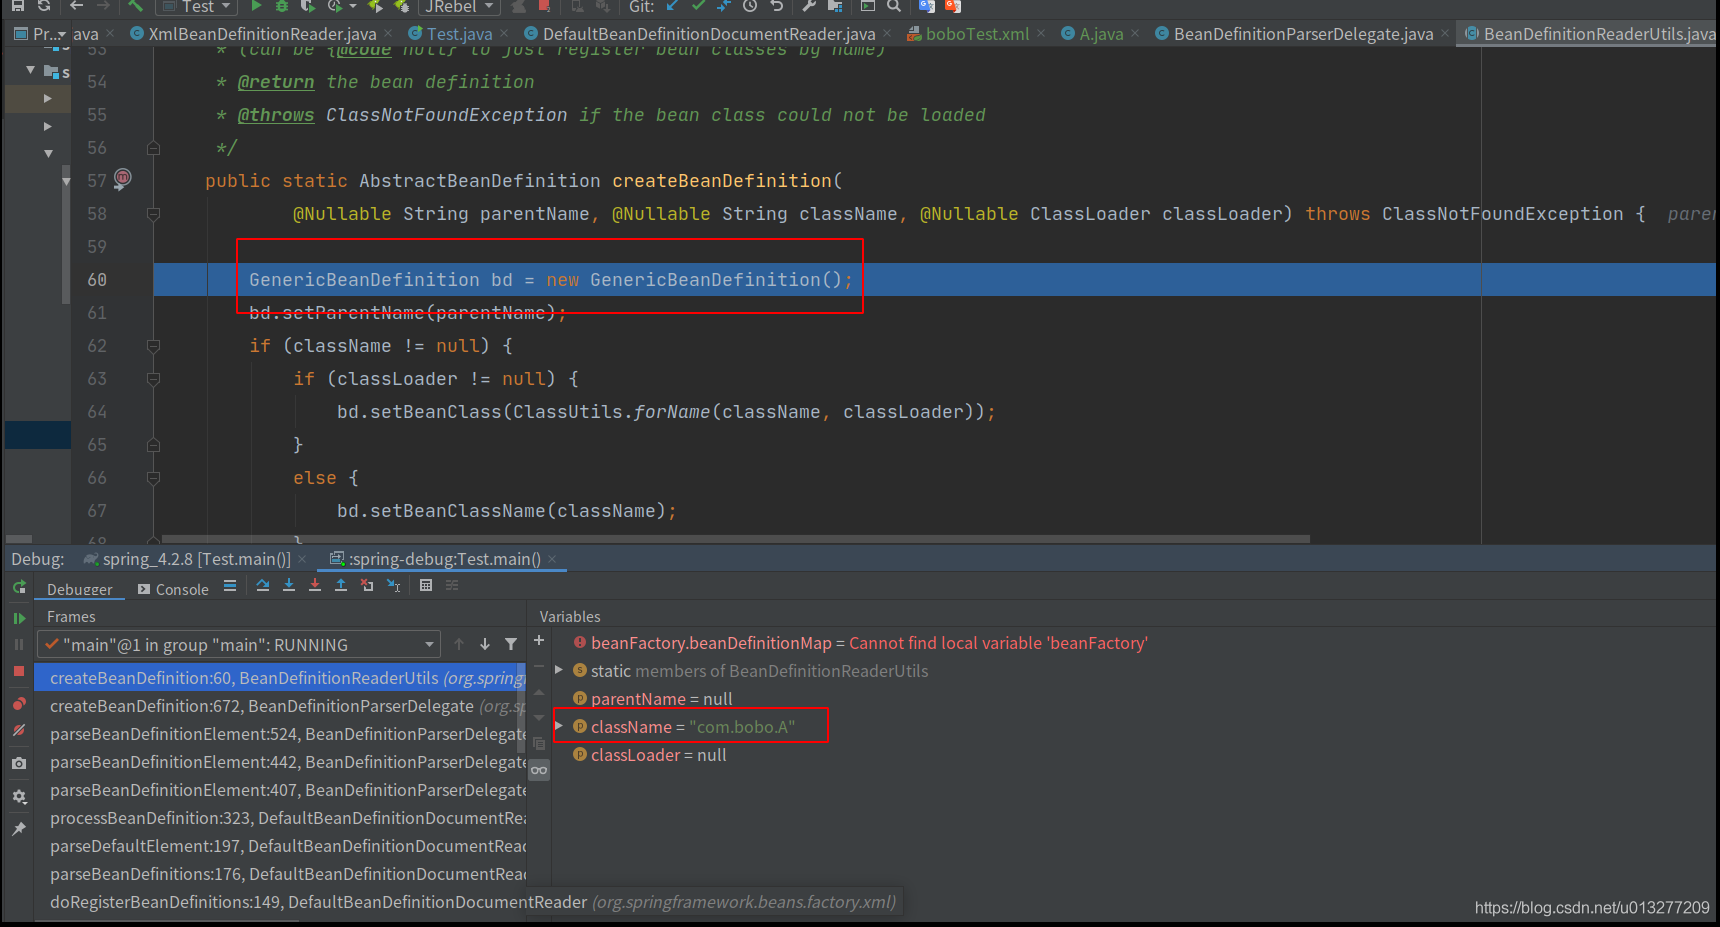 Test JRebel Git:
Pr... ava XmlBeanDefinitionReader.java Test.java DefaultBeanDefinitionDocumentReader.java boboTest.xml A.java BeanDefinitionParserDelegate.java BeanDefinitionReaderUtils.java
s
53 * (can be {@code null} to just register bean classes by name)
54 * @return the bean definition
55 * @throws ClassNotFoundException if the bean class could not be loaded
56 */
57 public static AbstractBeanDefinition createBeanDefinition(
58 @Nullable String parentName, @Nullable String className, @Nullable ClassLoader classLoader) throws ClassNotFoundException { paren
59
60 GenericBeanDefinition bd = new GenericBeanDefinition();
61 bd.setParentName(parentName);
62 if (className != null) {
63 if (classLoader != null) {
64 bd.setBeanClass(ClassUtils.forName(className, classLoader));
65 }
66 else {
67 bd.setBeanClassName(className);
68 }
Debug: spring_4.2.8 [Test.main()] :spring-debug:Test.main()
Debugger Console
Frames
"main"@1 in group "main": RUNNING
createBeanDefinition:60, BeanDefinitionReaderUtils (org.springf
createBeanDefinition:672, BeanDefinitionParserDelegate (org.sp
parseBeanDefinitionElement:524, BeanDefinitionParserDelegate
parseBeanDefinitionElement:442, BeanDefinitionParserDelegate
parseBeanDefinitionElement:407, BeanDefinitionParserDelegate
processBeanDefinition:323, DefaultBeanDefinitionDocumentRea
parseDefaultElement:197, DefaultBeanDefinitionDocumentRead
parseBeanDefinitions:176, DefaultBeanDefinitionDocumentRead
doRegisterBeanDefinitions:149, DefaultBeanDefinitionDocumentReader (org.springframework.beans.factory.xml)
Variables
beanFactory.beanDefinitionMap = Cannot find local variable 'beanFactory'
static members of BeanDefinitionReaderUtils
parentName = null
className = "com.bobo.A"
classLoader = null
https://blog.csdn.net/u013277209